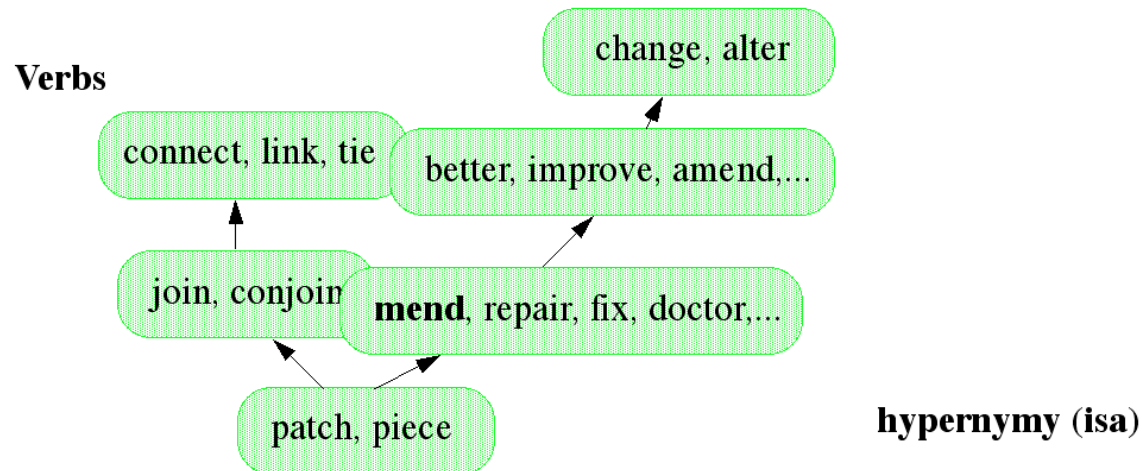 change, alter
Verbs
connect, link, tie
better, improve, amend,...
join, conjoin
mend, repair, fix, doctor,...
patch, piece
hypernymy (isa)